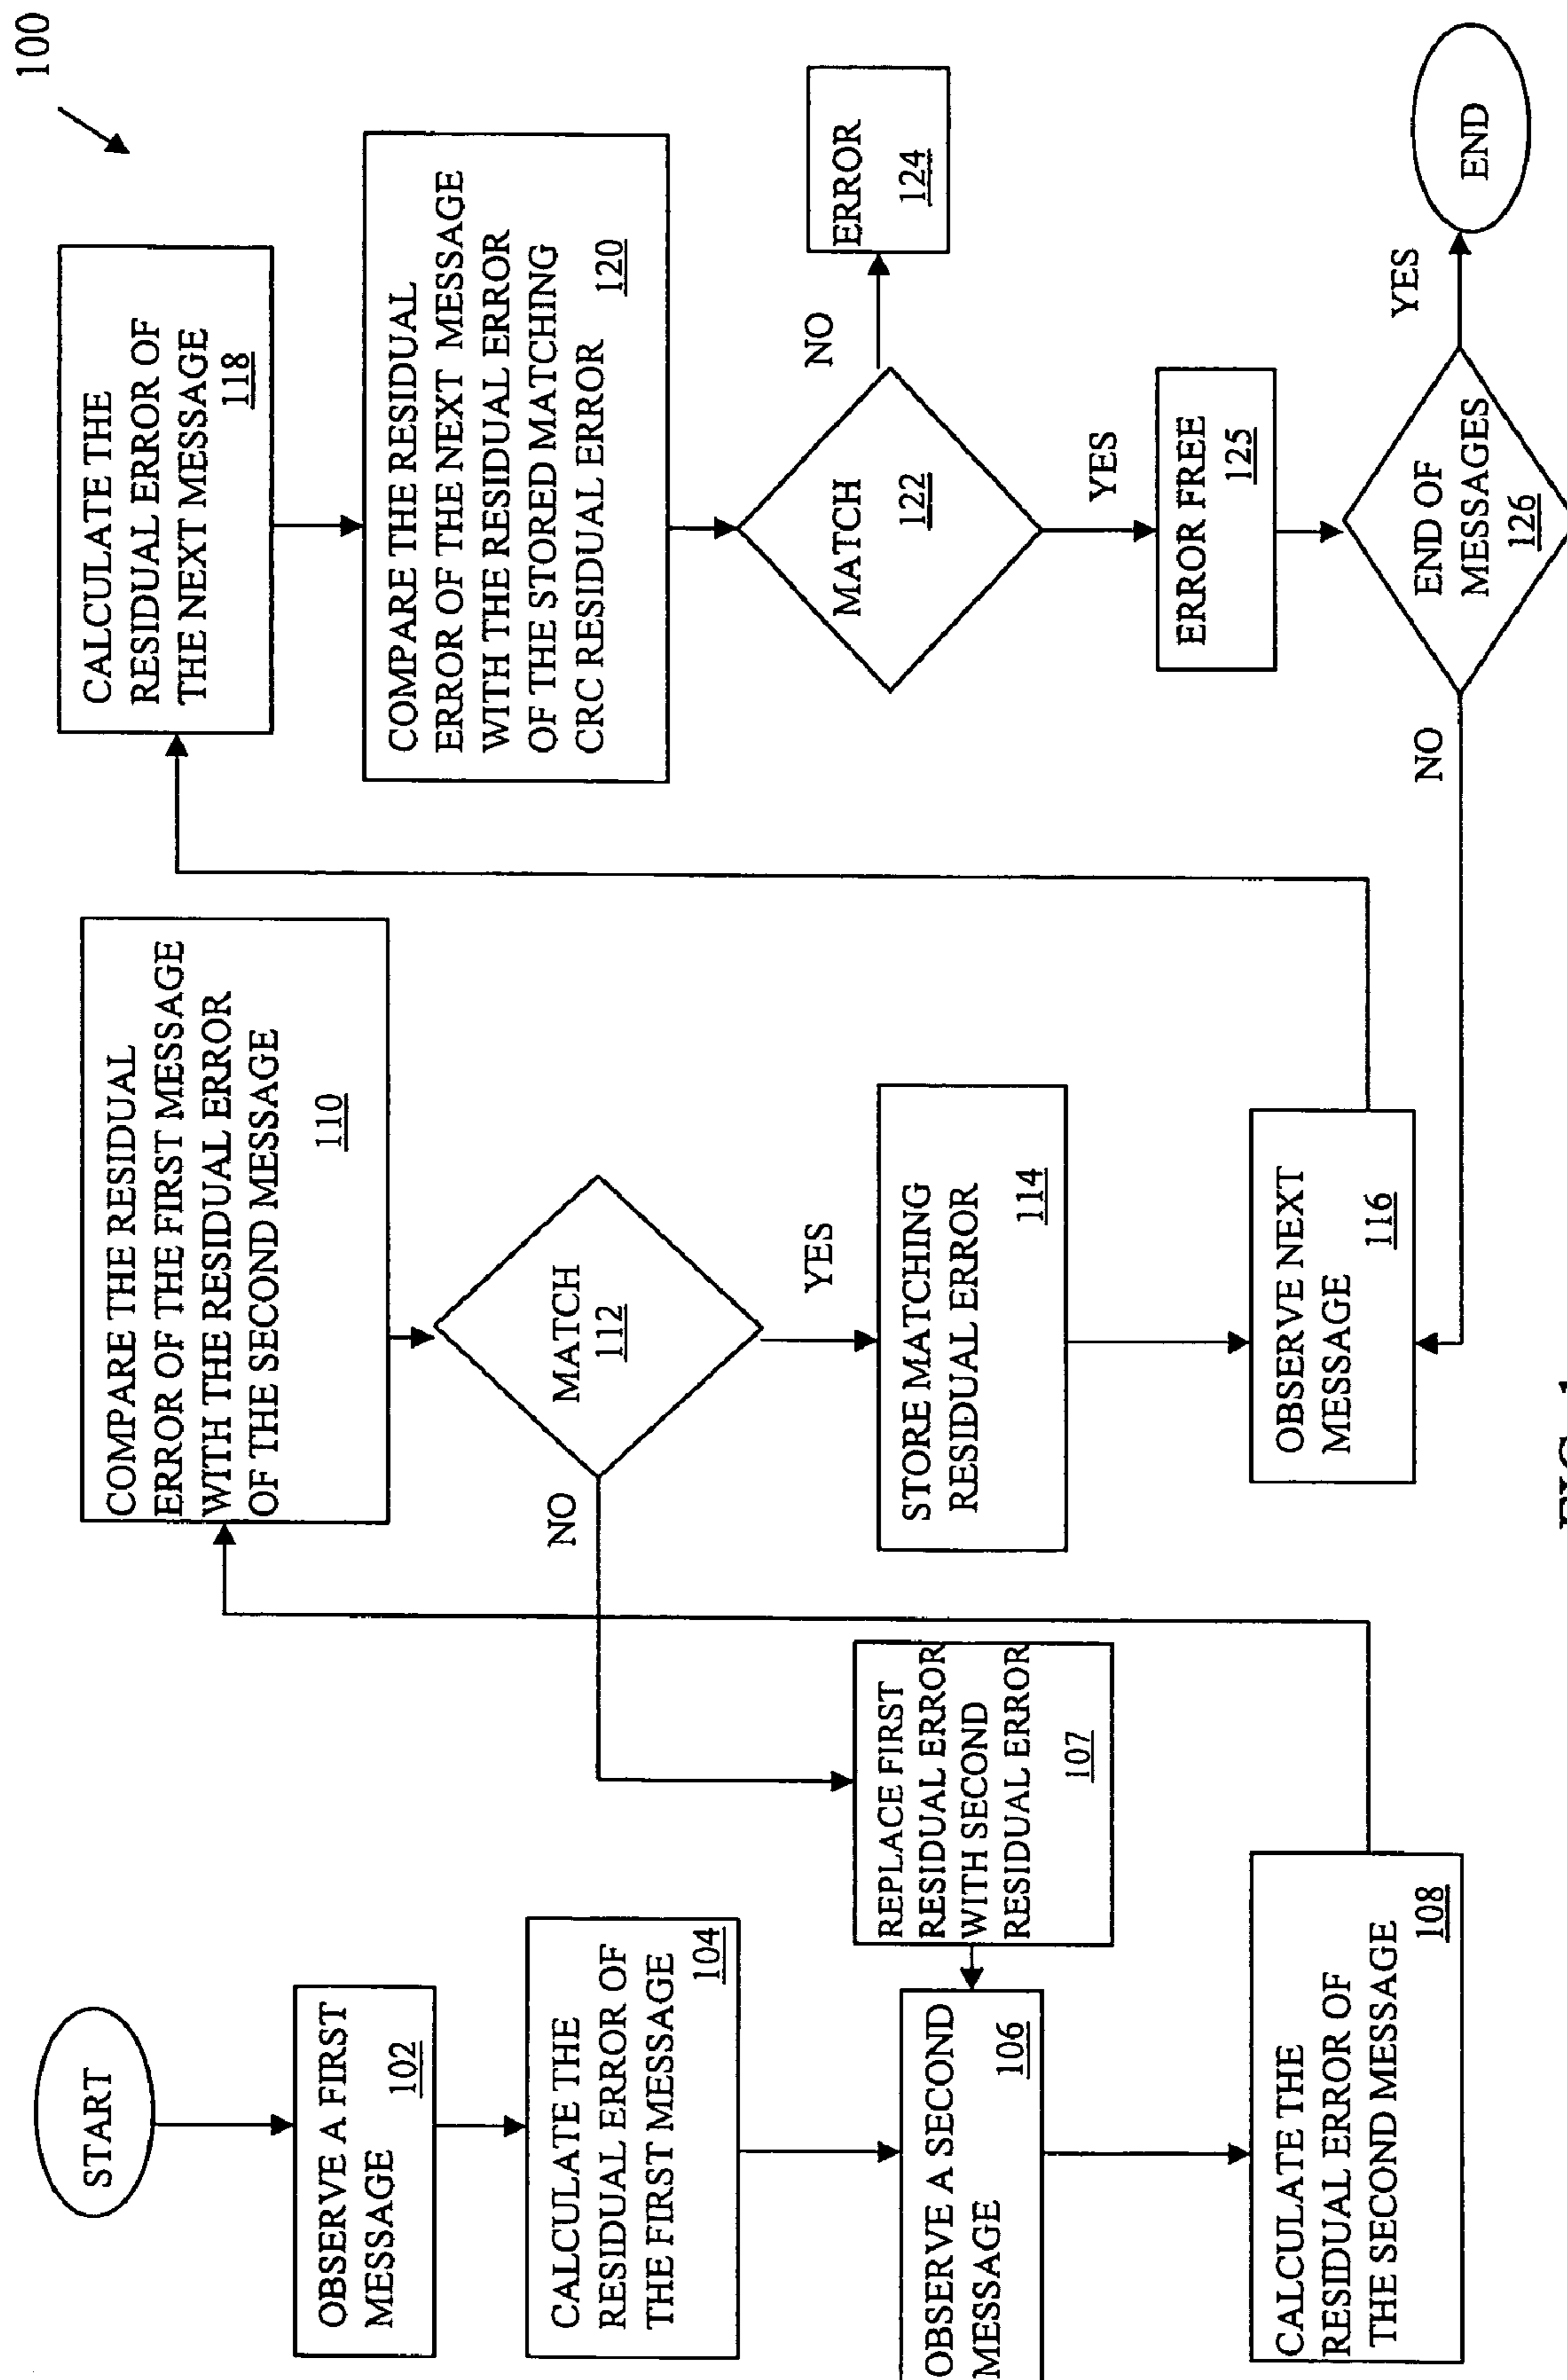 100
START
OBSERVE A FIRST
MESSAGE
102
CALCULATE THE
RESIDUAL ERROR OF
THE FIRST MESSAGE
104
OBSERVE A SECOND
MESSAGE
106
REPLACE FIRST
RESIDUAL ERROR
WITH SECOND
RESIDUAL ERROR
107
CALCULATE THE
RESIDUAL ERROR OF
THE SECOND MESSAGE
108
COMPARE THE RESIDUAL
ERROR OF THE FIRST MESSAGE
WITH THE RESIDUAL ERROR
OF THE SECOND MESSAGE
110
MATCH
112
NO
YES
STORE MATCHING
RESIDUAL ERROR
114
OBSERVE NEXT
MESSAGE
116
CALCULATE THE
RESIDUAL ERROR OF
THE NEXT MESSAGE
118
COMPARE THE RESIDUAL
ERROR OF THE NEXT MESSAGE
WITH THE RESIDUAL ERROR
OF THE STORED MATCHING
CRC RESIDUAL ERROR
120
MATCH
122
NO
ERROR
124
YES
ERROR FREE
125
END OF
MESSAGES
126
NO
YES
END